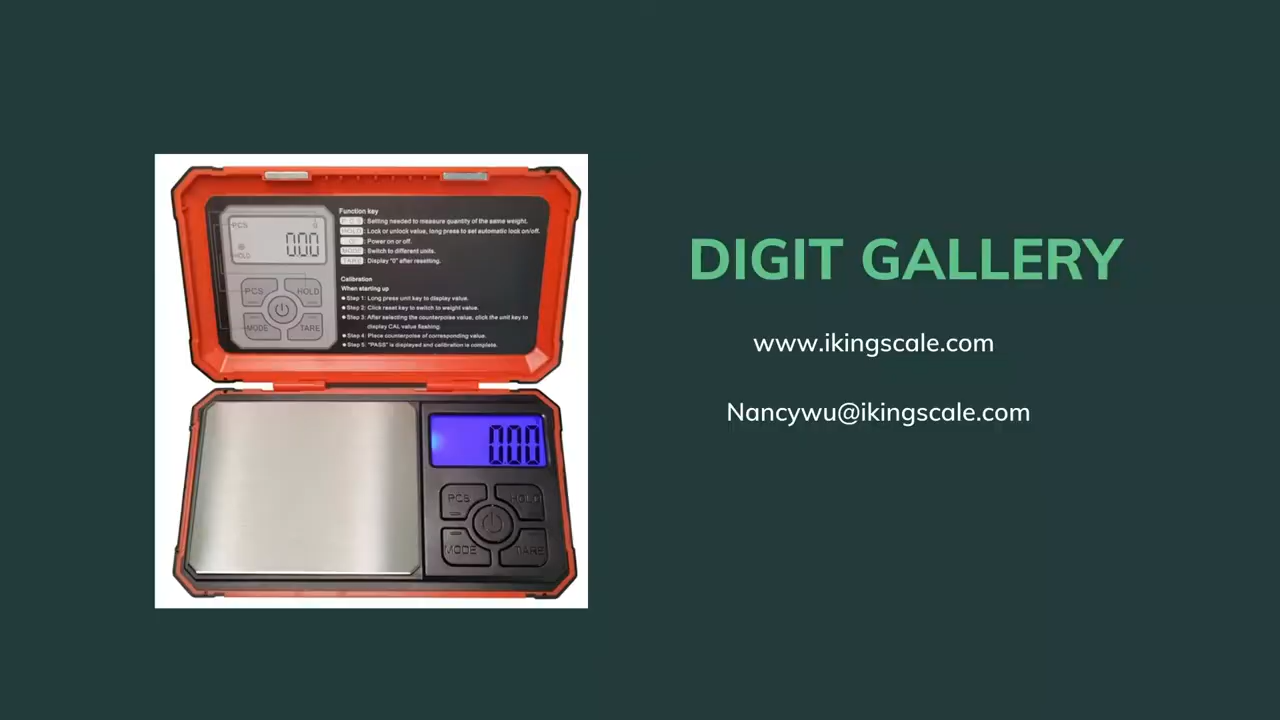 Function key
PCS : Setting needed to measure quantity of the same weight.
HOLD : Lock or unlock value, long press to set automatic lock on/off.
: Power on or off.
MODE : Switch to different units.
TARE : Display "0" after resetting.
Calibration
When starting up
● Step 1: Long press unit key to display value.
● Step 2: Click reset key to switch to weight value.
● Step 3: After selecting the counterpoise value, click the unit key to
display CAL value flashing.
● Step 4: Place counterpoise of corresponding value.
● Step 5: "PASS" is displayed and calibration is complete.
PCS
g
0.00
HOLD
PCS
HOLD
MODE
TARE
000
PCS
HOLD
MODE
TARE
DIGIT GALLERY
www.ikingscale.com
Nancywu@ikingscale.com